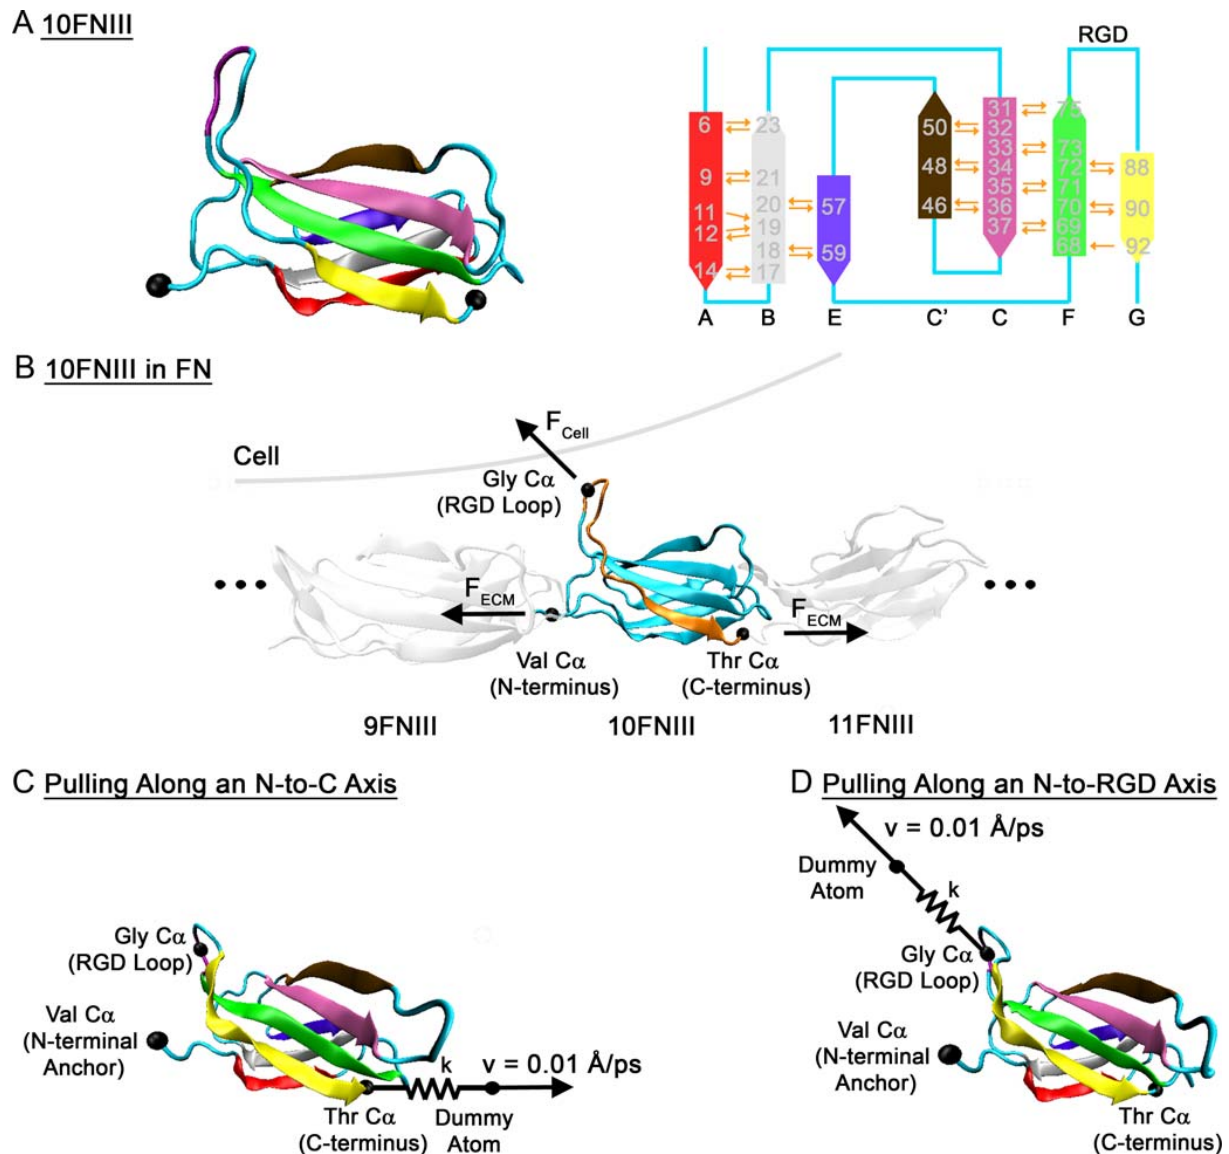 A 10FNIII
RGD
6 23 50 31 75
32
33 73
9 21 48 34 72 88
35 71
11 20 57 46 36 70 90
12 19 37 69
18 59 68 92
14 17
A B E C' C F G
B 10FNIII in FN
F Cell
Cell
Gly Cα
(RGD Loop)
F ECM
F ECM
Val Cα
(N-terminus)
Thr Cα
(C-terminus)
9FNIII 10FNIII 11FNIII
C Pulling Along an N-to-C Axis
Gly Cα
(RGD Loop)
Val Cα
(N-terminal
Anchor)
k
v = 0.01 Å/ps
Thr Cα
(C-terminus)
Dummy
Atom
D Pulling Along an N-to-RGD Axis
v = 0.01 Å/ps
Dummy
Atom
k
Gly Cα
(RGD Loop)
Val Cα
(N-terminal
Anchor)
Thr Cα
(C-terminus)